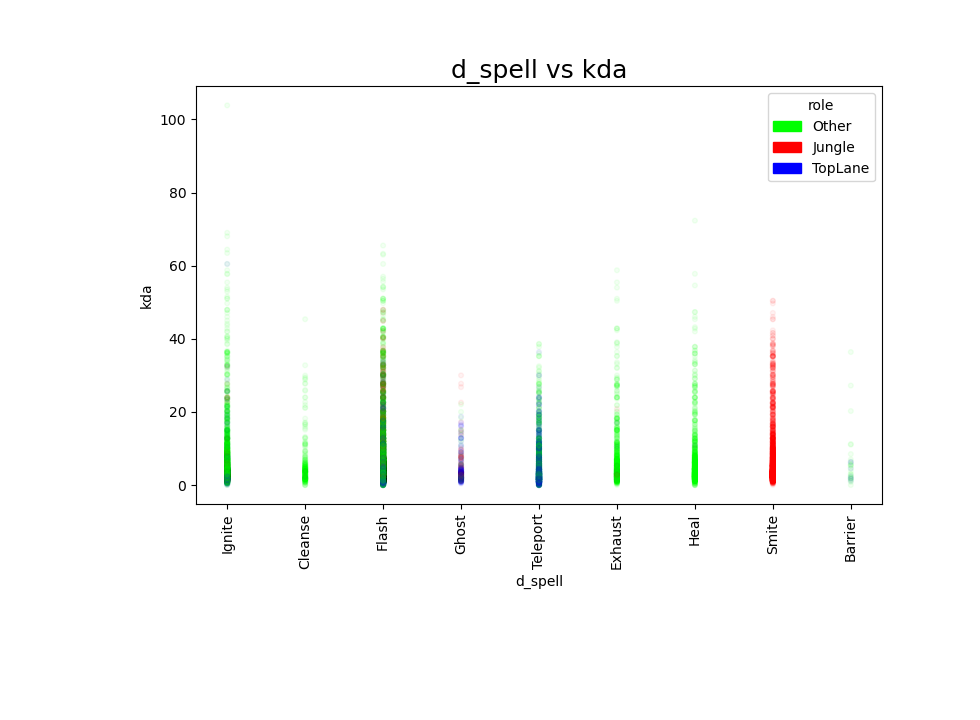 d_spell vs kda
role
Other
Jungle
TopLane
100
80
60
40
20
0
kda
Ignite
Cleanse
Flash
Ghost
Teleport
Exhaust
Heal
Smite
Barrier
d_spell